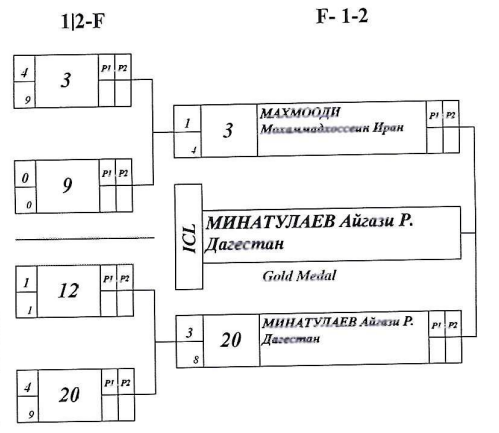 1|2-F
F- 1-2
4
9
3
P1 P2
1
4
3
МАХМООДИ
Мохаммадхоссеин Иран
P1 P2
0
0
9
P1 P2
ICL
МИНАТУЛАЕВ Айгази Р.
Дагестан
Gold Medal
1
1
12
P1 P2
3
8
20
МИНАТУЛАЕВ Айгази Р.
Дагестан
P1 P2
4
9
20
P1 P2